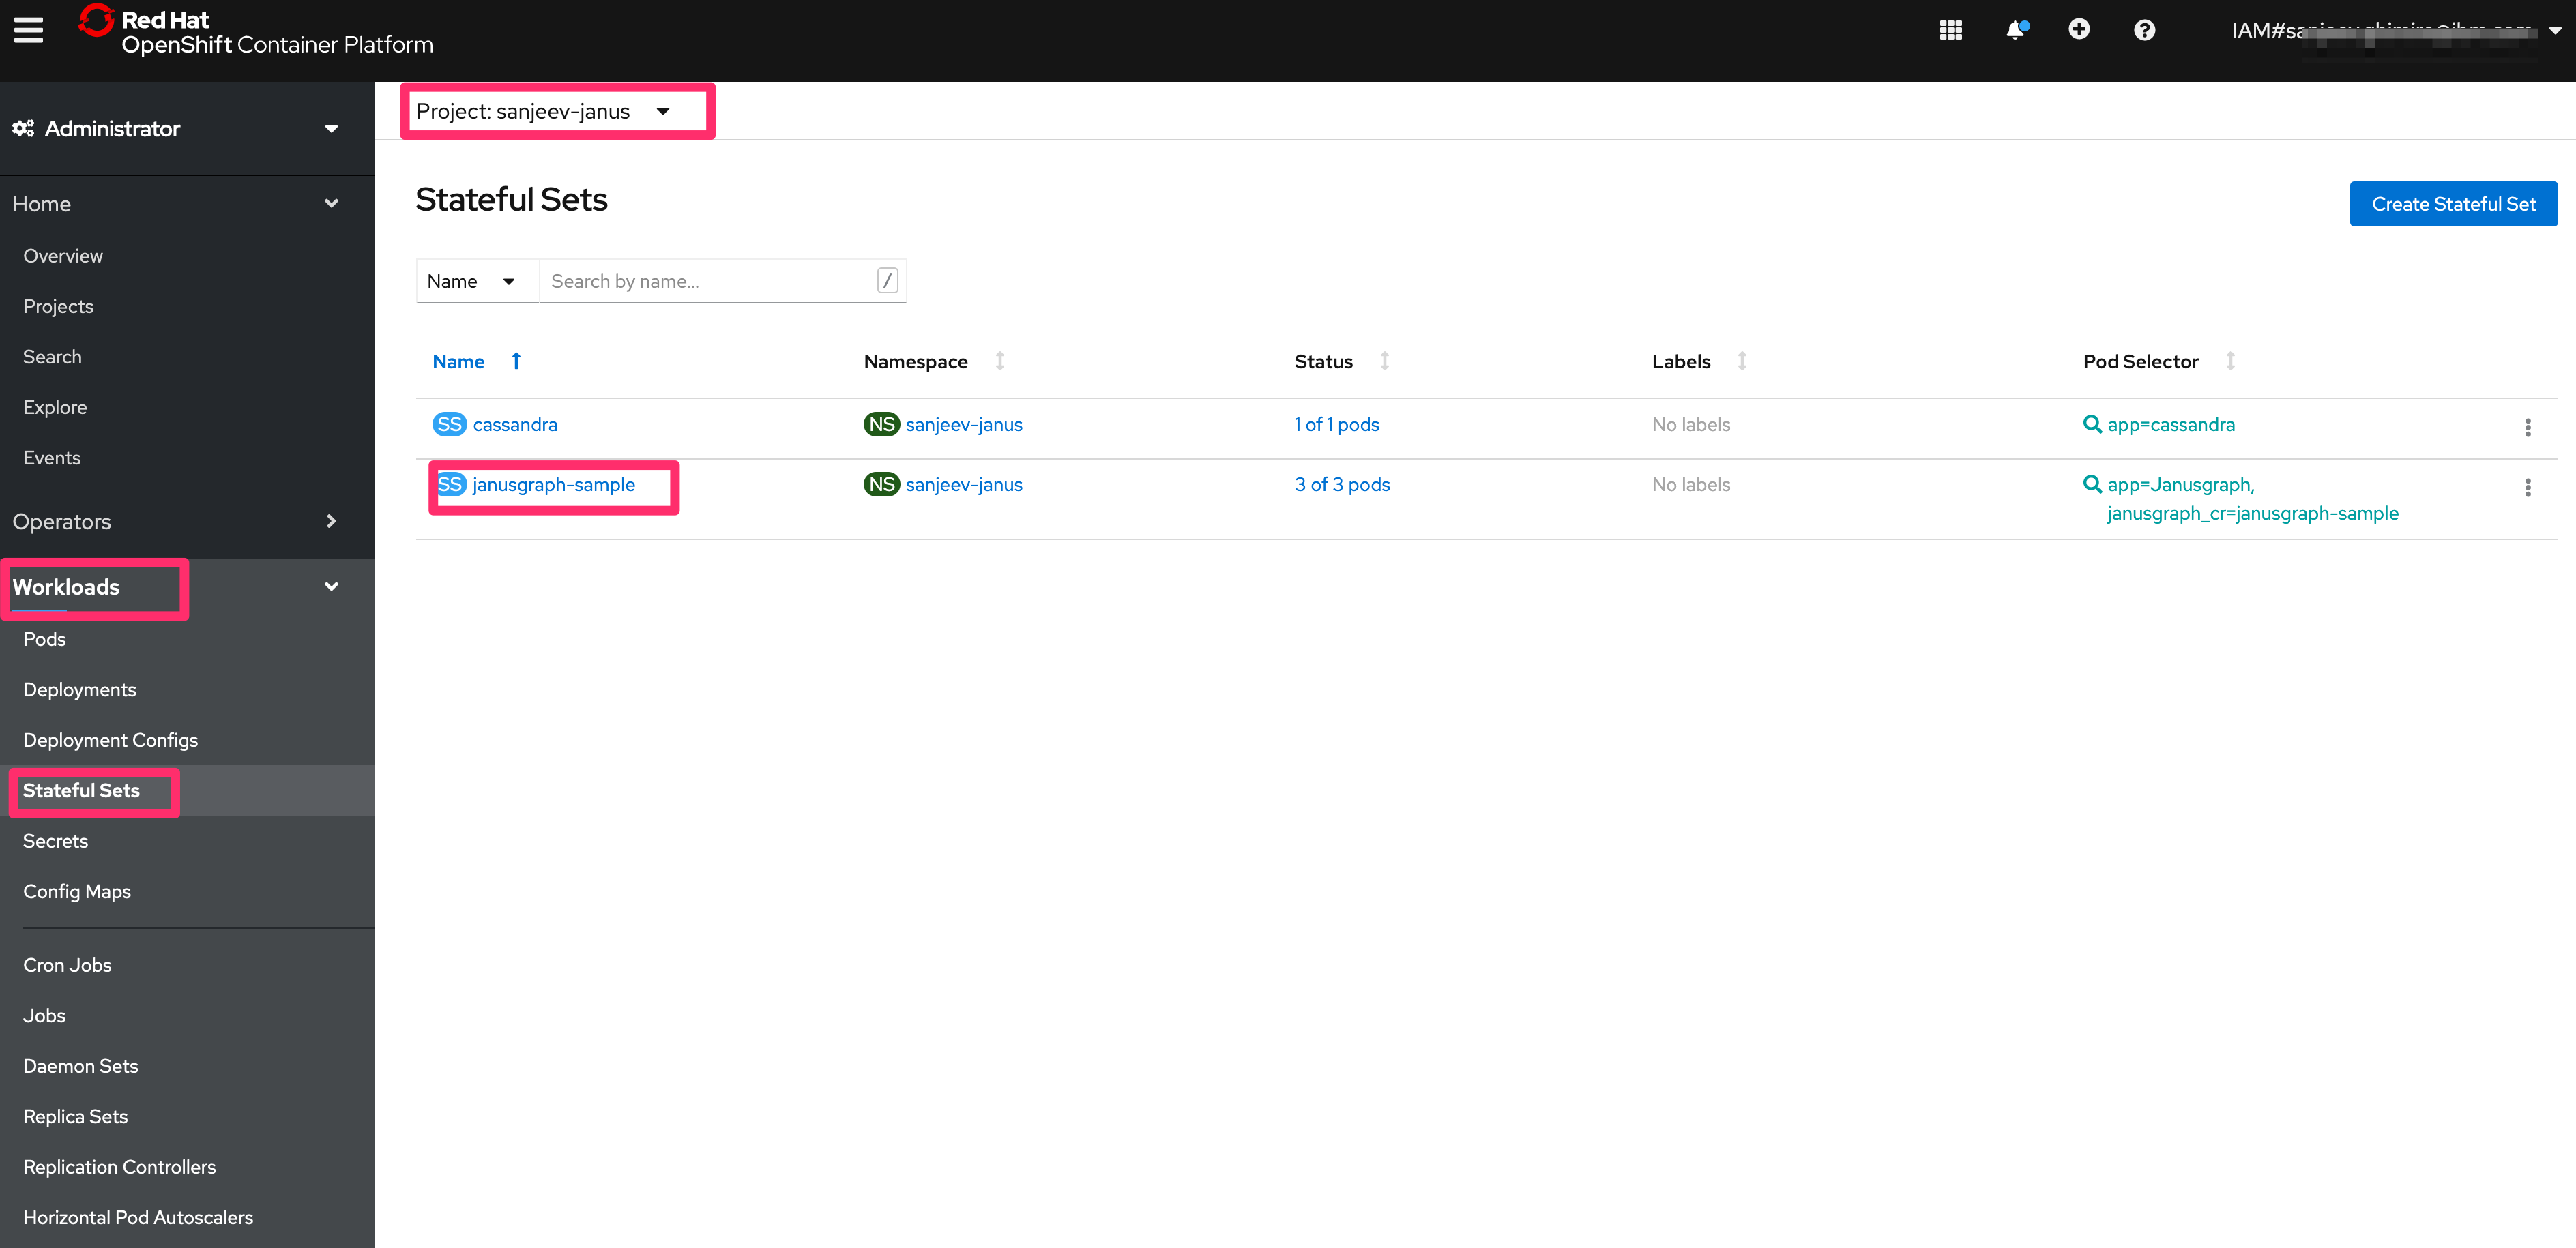 Red Hat
OpenShift Container Platform
IAM#sa
Administrator
Project: sanjeev-janus
Home
Overview
Projects
Search
Explore
Events
Operators
Workloads
Pods
Deployments
Deployment Configs
Stateful Sets
Secrets
Config Maps
Cron Jobs
Jobs
Daemon Sets
Replica Sets
Replication Controllers
Horizontal Pod Autoscalers
Stateful Sets
Create Stateful Set
Name Search by name... /
Name Namespace Status Labels Pod Selector
SS cassandra NS sanjeev-janus 1 of 1 pods No labels app=cassandra
SS janusgraph-sample NS sanjeev-janus 3 of 3 pods No labels app=Janusgraph,
janusgraph_cr=janusgraph-sample